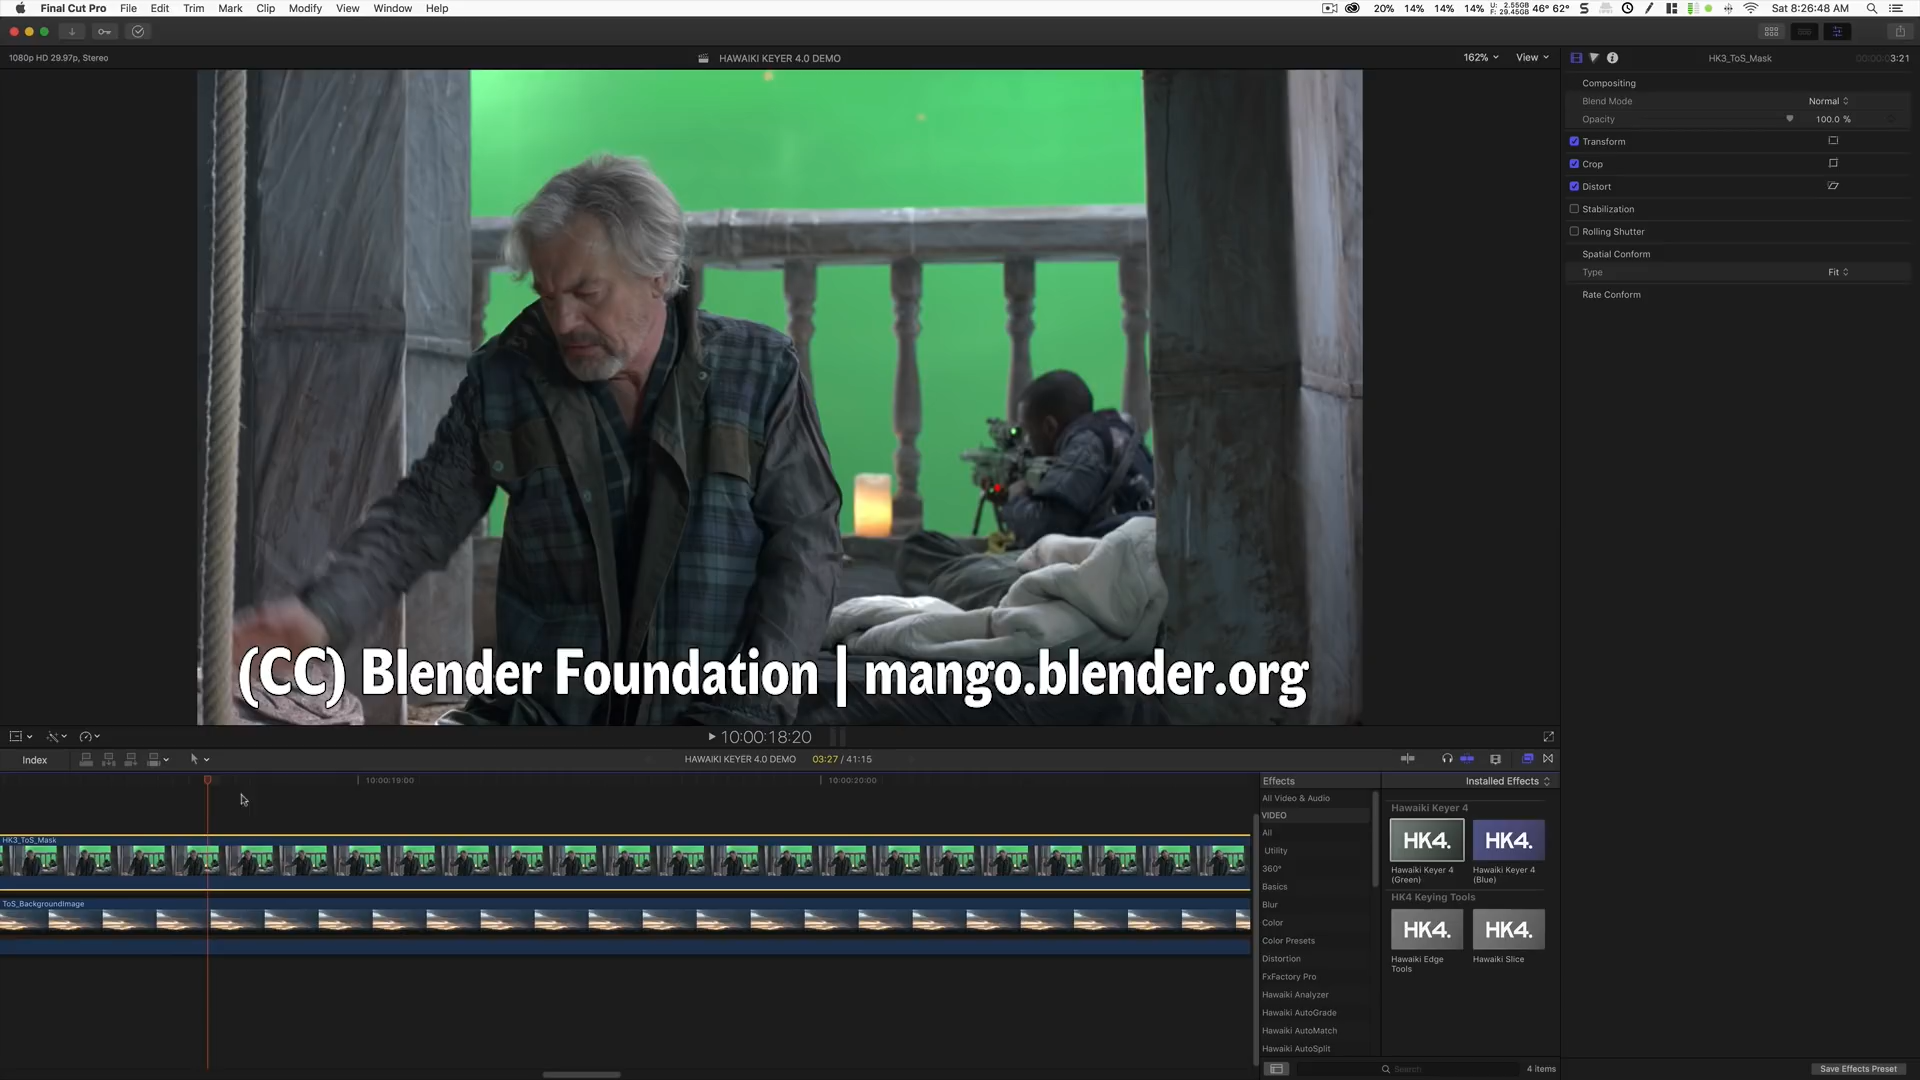 Final Cut Pro File Edit Trim Mark Clip Modify View Window Help
20% 14% 14% 14% 46° 62° Sat 8:26:48 AM
1080p HD 29.97p, Stereo
HAWAIKI KEYER 4.0 DEMO
162% View
HK3_ToS_Mask
3:21
Compositing
Blend Mode Normal
Opacity 100.0 %
Transform
Crop
Distort
Stabilization
Rolling Shutter
Spatial Conform
Type Fit
Rate Conform
(CC) Blender Foundation | mango.blender.org
10:00:18:20
Index
HAWAIKI KEYER 4.0 DEMO 03:27 / 41:15
10:00:19:00
10:00:20:00
HK3_ToS_Mask
ToS_BackgroundImage
Effects
Installed Effects
All Video & Audio
VIDEO
All
Utility
360°
Basics
Blur
Color
Color Presets
Distortion
FxFactory Pro
Hawaiki Analyzer
Hawaiki AutoGrade
Hawaiki AutoMatch
Hawaiki AutoSplit
Hawaiki Keyer 4
HK4. HK4.
Hawaiki Keyer 4 (Green)
Hawaiki Keyer 4 (Blue)
HK4 Keying Tools
HK4. HK4.
Hawaiki Edge Tools
Hawaiki Slice
Search
4 items
Save Effects Preset